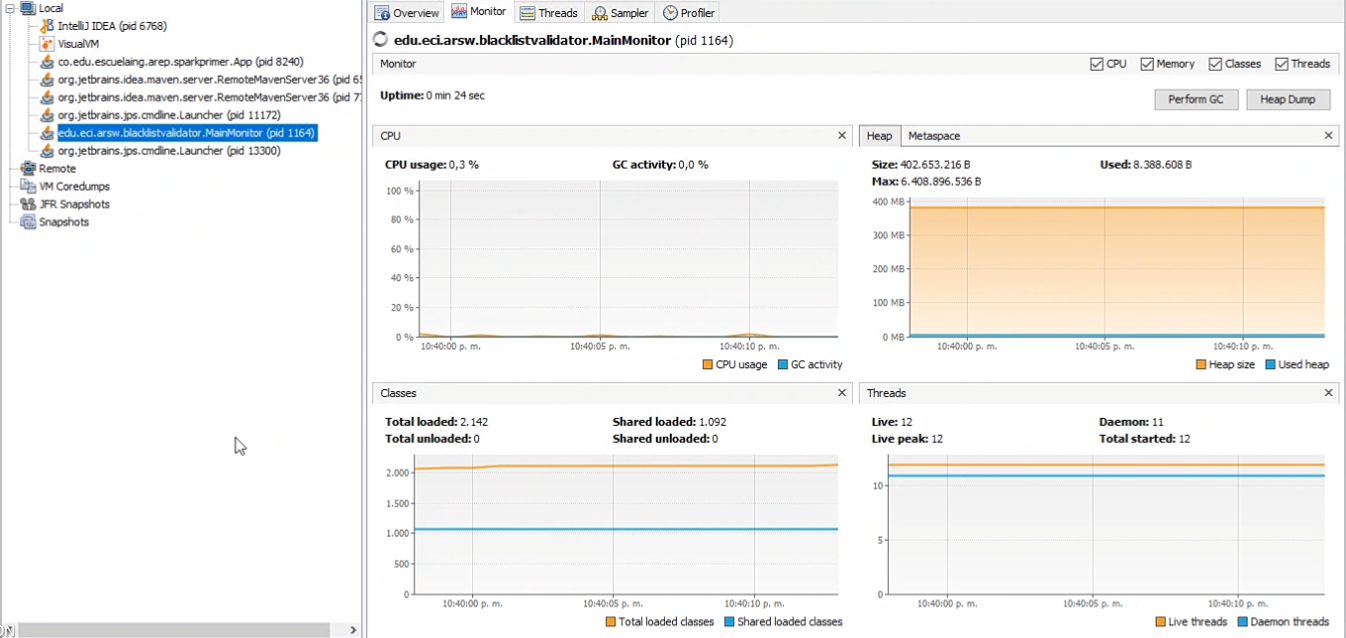 Local
IntelliJ IDEA (pid 6768)
VisualVM
co.edu.escuelaing.arep.sparkprimer.App (pid 8240)
org.jetbrains.idea.maven.server.RemoteMavenServer36 (pid 6
org.jetbrains.idea.maven.server.RemoteMavenServer36 (pid 7
org.jetbrains.jps.cmdline.Launcher (pid 11172)
edu.eci.arsw.blacklistvalidator.MainMonitor (pid 1164)
org.jetbrains.jps.cmdline.Launcher (pid 13300)
Remote
VM Coredumps
JFR Snapshots
Snapshots
Overview Monitor Threads Sampler Profiler
edu.eci.arsw.blacklistvalidator.MainMonitor (pid 1164)
Monitor CPU Memory Classes Threads
Uptime: 0 min 24 sec
Perform GC Heap Dump
CPU
CPU usage: 0,3 % GC activity: 0,0 %
100 %
80 %
60 %
40 %
20 %
0 %
10:40:00 p. m. 10:40:05 p. m. 10:40:10 p. m.
CPU usage GC activity
Heap Metaspace
Size: 402.653.216 B Used: 8.388.608 B
Max: 6.408.896.536 B
400 MB
300 MB
200 MB
100 MB
0 MB
10:40:00 p. m. 10:40:05 p. m. 10:40:10 p. m.
Heap size Used heap
Classes
Total loaded: 2.142 Shared loaded: 1.092
Total unloaded: 0 Shared unloaded: 0
2.000
1.500
1.000
500
0
10:40:00 p. m. 10:40:05 p. m. 10:40:10 p. m.
Total loaded classes Shared loaded classes
Threads
Live: 12 Daemon: 11
Live peak: 12 Total started: 12
10
5
0
10:40:00 p. m. 10:40:05 p. m. 10:40:10 p. m.
Live threads Daemon threads